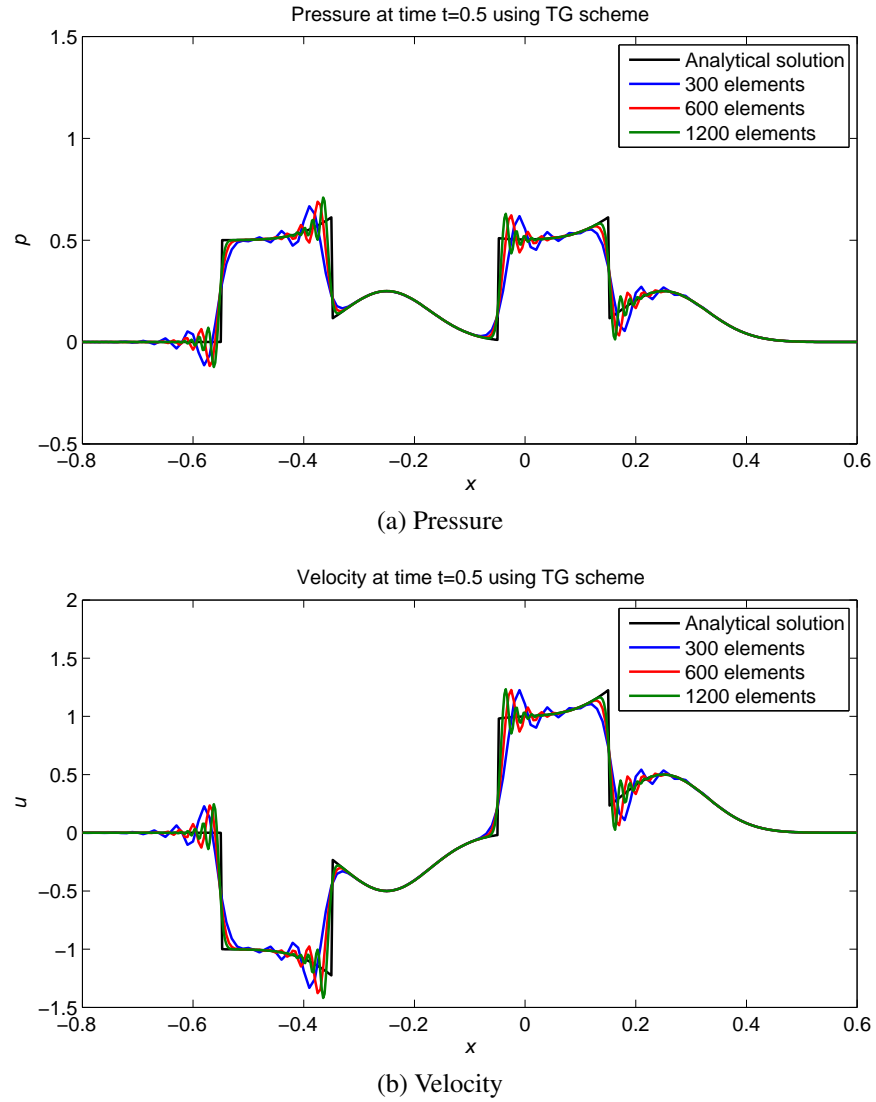 Pressure at time t=0.5 using TG scheme
1.5
1
0.5
0
−0.5
p
Analytical solution
300 elements
600 elements
1200 elements
−0.8 −0.6 −0.4 −0.2 0 0.2 0.4 0.6
x
(a) Pressure
Velocity at time t=0.5 using TG scheme
2
1.5
1
0.5
0
−0.5
−1
−1.5
u
Analytical solution
300 elements
600 elements
1200 elements
−0.8 −0.6 −0.4 −0.2 0 0.2 0.4 0.6
x
(b) Velocity